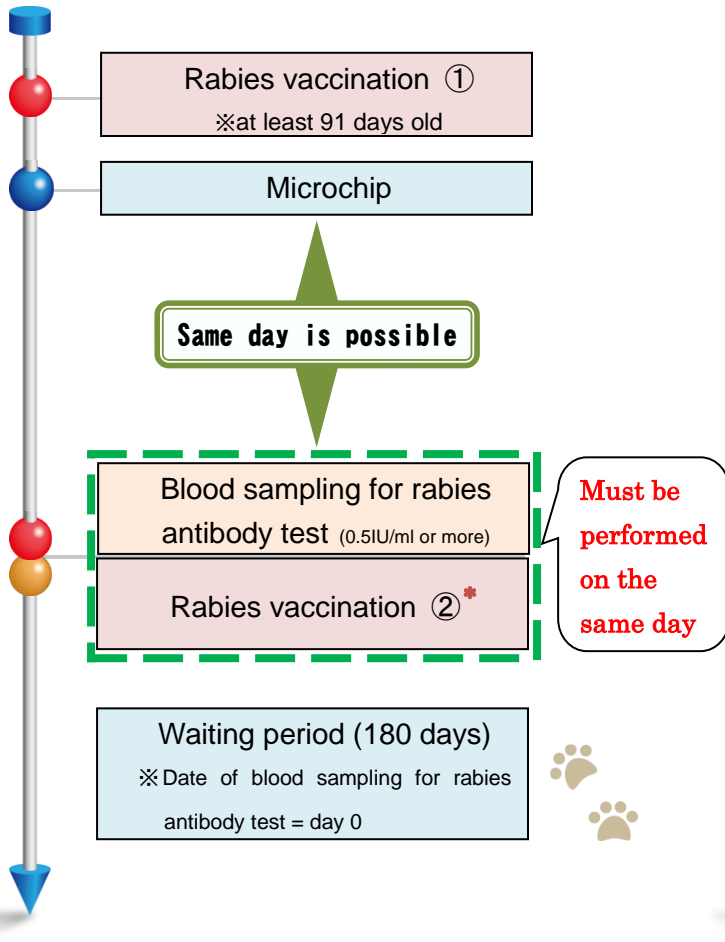 Rabies vaccination ①
※at least 91 days old
Microchip
Same day is possible
Blood sampling for rabies
antibody test (0.5IU/ml or more)
Rabies vaccination ②*
Must be
performed
on the
same day
Waiting period (180 days)
※Date of blood sampling for rabies
antibody test = day 0